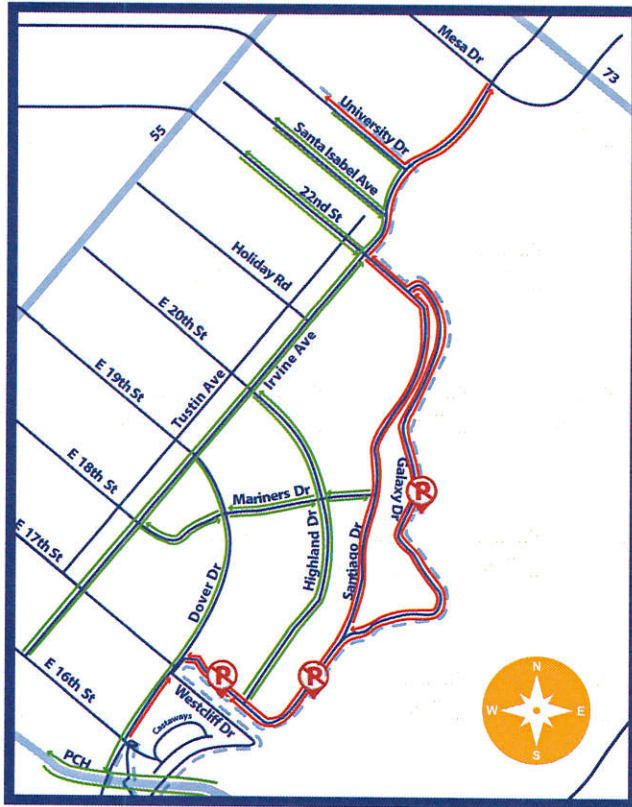 Mesa Dr
73
University Dr
Santa Isabel Ave
55
22nd St
Holiday Rd
E 20th St
Irvine Ave
Tustin Ave
E 19th St
E 18th St
Mariners Dr
Galaxy Dr
E 17th St
Highland Dr
Santiago Dr
Dover Dr
R
R
R
E 16th St
Westcliff Dr
Castaways
PCH
N
W
E
S